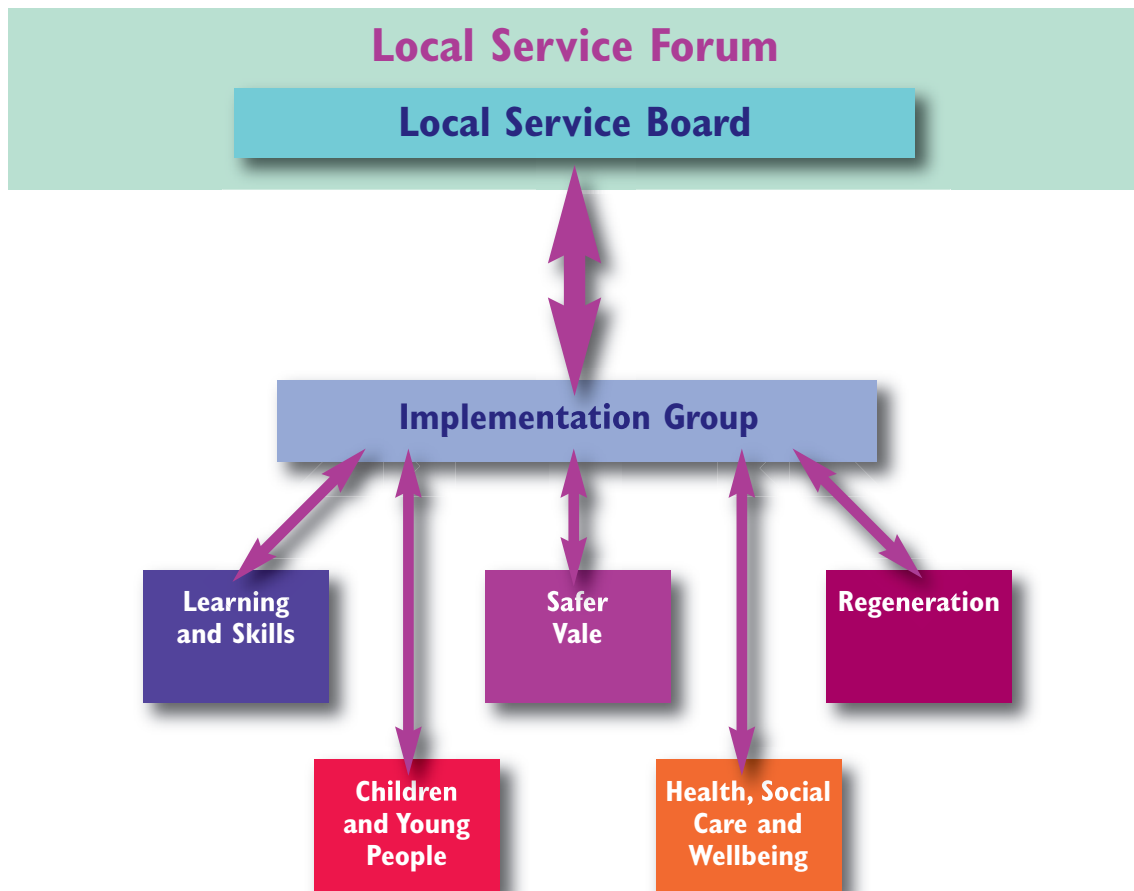 Local Service Forum
Local Service Board
Implementation Group
Learning
and Skills
Safer
Vale
Regeneration
Children
and Young
People
Health, Social
Care and
Wellbeing